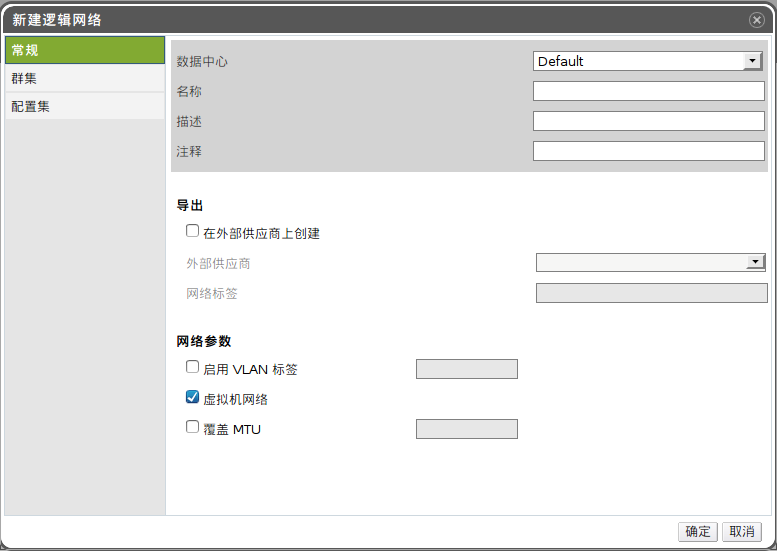 新建逻辑网络
常规
群集
配置集
数据中心 Default
名称
描述
注释
导出
在外部供应商上创建
外部供应商
网络标签
网络参数
启用 VLAN 标签
虚拟机网络
覆盖 MTU
确定 取消